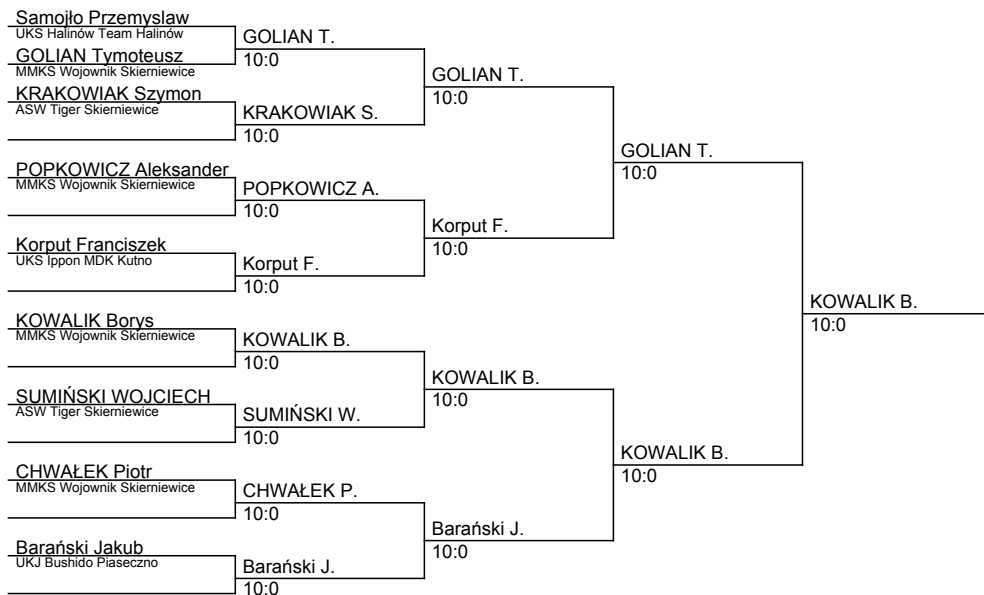 Samojło Przemyslaw
UKS Halinów Team Halinów
GOLIAN Tymoteusz
MMKS Wojownik Skierniewice
KRAKOWIAK Szymon
ASW Tiger Skierniewice
POPKOWICZ Aleksander
MMKS Wojownik Skierniewice
Korput Franciszek
UKS Ippon MDK Kutno
KOWALIK Borys
MMKS Wojownik Skierniewice
SUMIŃSKI WOJCIECH
ASW Tiger Skierniewice
CHWAŁEK Piotr
MMKS Wojownik Skierniewice
Barański Jakub
UKJ Bushido Piaseczno
GOLIAN T.
10:0
KRAKOWIAK S.
10:0
POPKOWICZ A.
10:0
Korput F.
10:0
KOWALIK B.
10:0
SUMIŃSKI W.
10:0
CHWAŁEK P.
10:0
Barański J.
10:0
GOLIAN T.
10:0
Korput F.
10:0
KOWALIK B.
10:0
Barański J.
10:0
GOLIAN T.
10:0
KOWALIK B.
10:0
KOWALIK B.
10:0